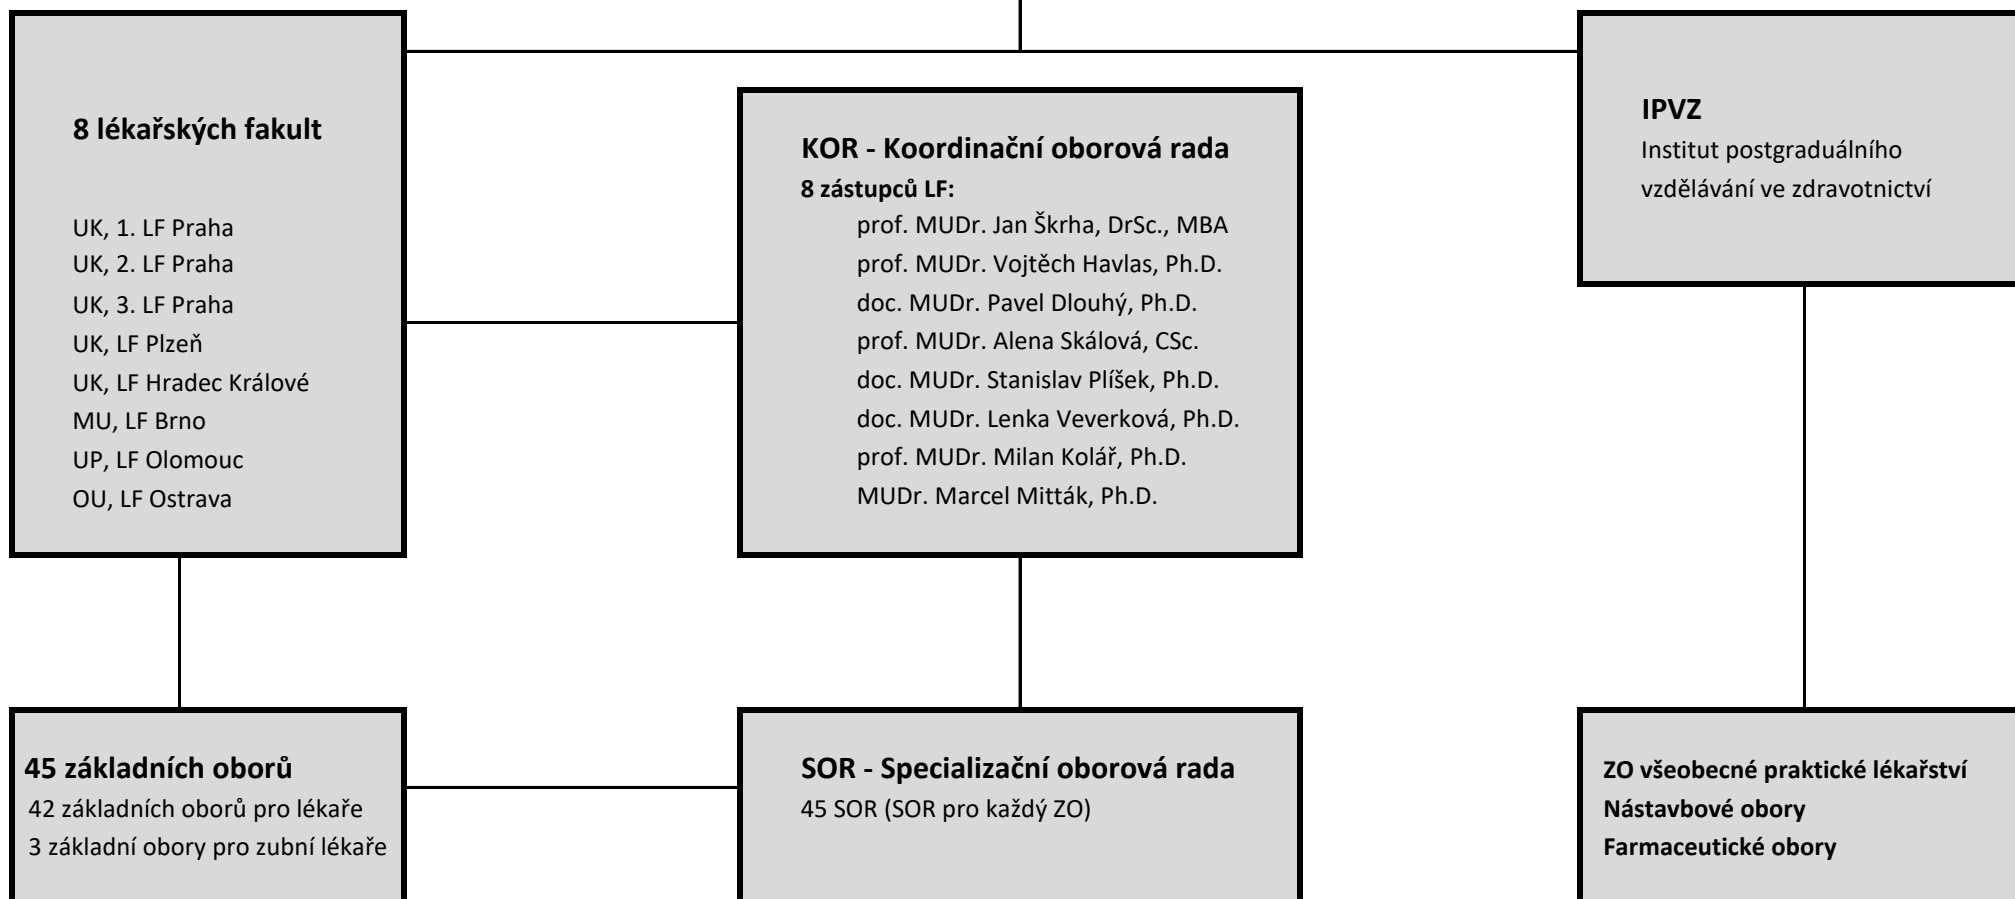 8 lékařských fakult
UK, 1. LF Praha
UK, 2. LF Praha
UK, 3. LF Praha
UK, LF Plzeň
UK, LF Hradec Králové
MU, LF Brno
UP, LF Olomouc
OU, LF Ostrava
KOR - Koordinační oborová rada
8 zástupců LF:
prof. MUDr. Jan Škrha, DrSc., MBA
prof. MUDr. Vojtěch Havlas, Ph.D.
doc. MUDr. Pavel Dlouhý, Ph.D.
prof. MUDr. Alena Skálová, CSc.
doc. MUDr. Stanislav Plíšek, Ph.D.
doc. MUDr. Lenka Veverková, Ph.D.
prof. MUDr. Milan Kolář, Ph.D.
MUDr. Marcel Mitták, Ph.D.
IPVZ
Institut postgraduálního
vzdělávání ve zdravotnictví
45 základních oborů
42 základních oborů pro lékaře
3 základní obory pro zubní lékaře
SOR - Specializační oborová rada
45 SOR (SOR pro každý ZO)
ZO všeobecné praktické lékařství
Nástavbové obory
Farmaceutické obory